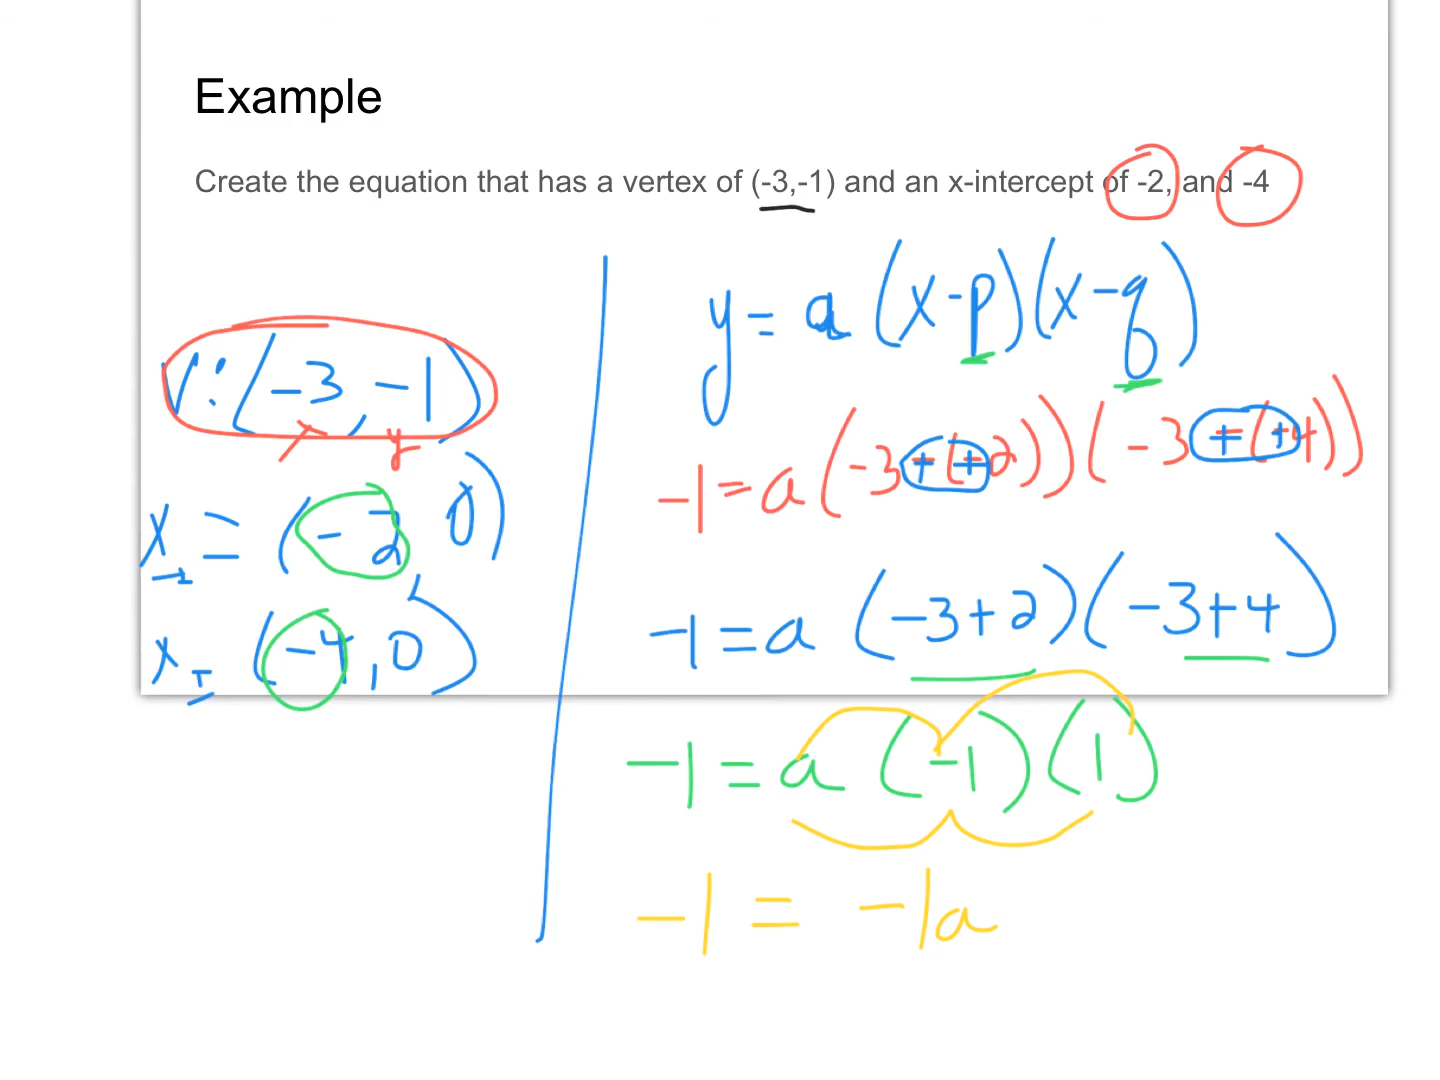 Example
Create the equation that has a vertex of (-3,-1) and an x-intercept of -2, and -4
V:(-3,-1)
x y
x_I = (-2, 0)
x_I (-4,0)
y = a(x-p)(x-q)
-1=a(-3+(+2))(-3+(+4))
-1=a(-3+2)(-3+4)
-1=a(-1)(1)
-1 = -1a